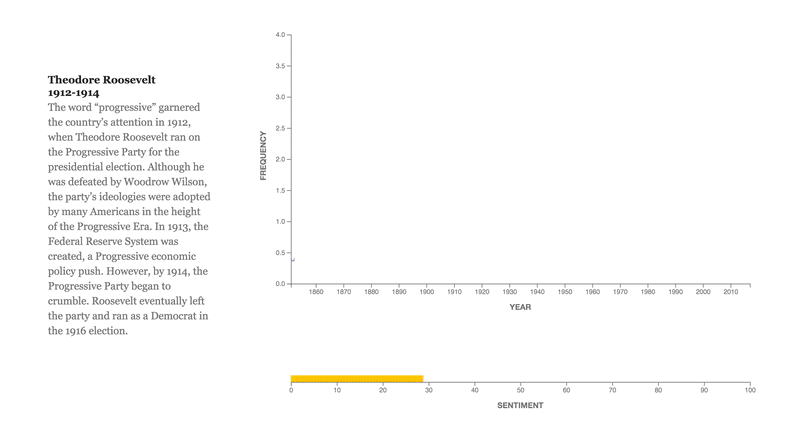 Theodore Roosevelt
1912-1914
The word “progressive” garnered
the country’s attention in 1912,
when Theodore Roosevelt ran on
the Progressive Party for the
presidential election. Although he
was defeated by Woodrow Wilson,
the party’s ideologies were adopted
by many Americans in the height
of the Progressive Era. In 1913, the
Federal Reserve System was
created, a Progressive economic
policy push. However, by 1914, the
Progressive Party began to
crumble. Roosevelt eventually left
the party and ran as a Democrat in
the 1916 election.
FREQUENCY
4.0
3.5
3.0
2.5
2.0
1.5
1.0
0.5
0.0
1860 1870 1880 1890 1900 1910 1920 1930 1940 1950 1960 1970 1980 1990 2000 2010
YEAR
0 10 20 30 40 50 60 70 80 90 100
SENTIMENT